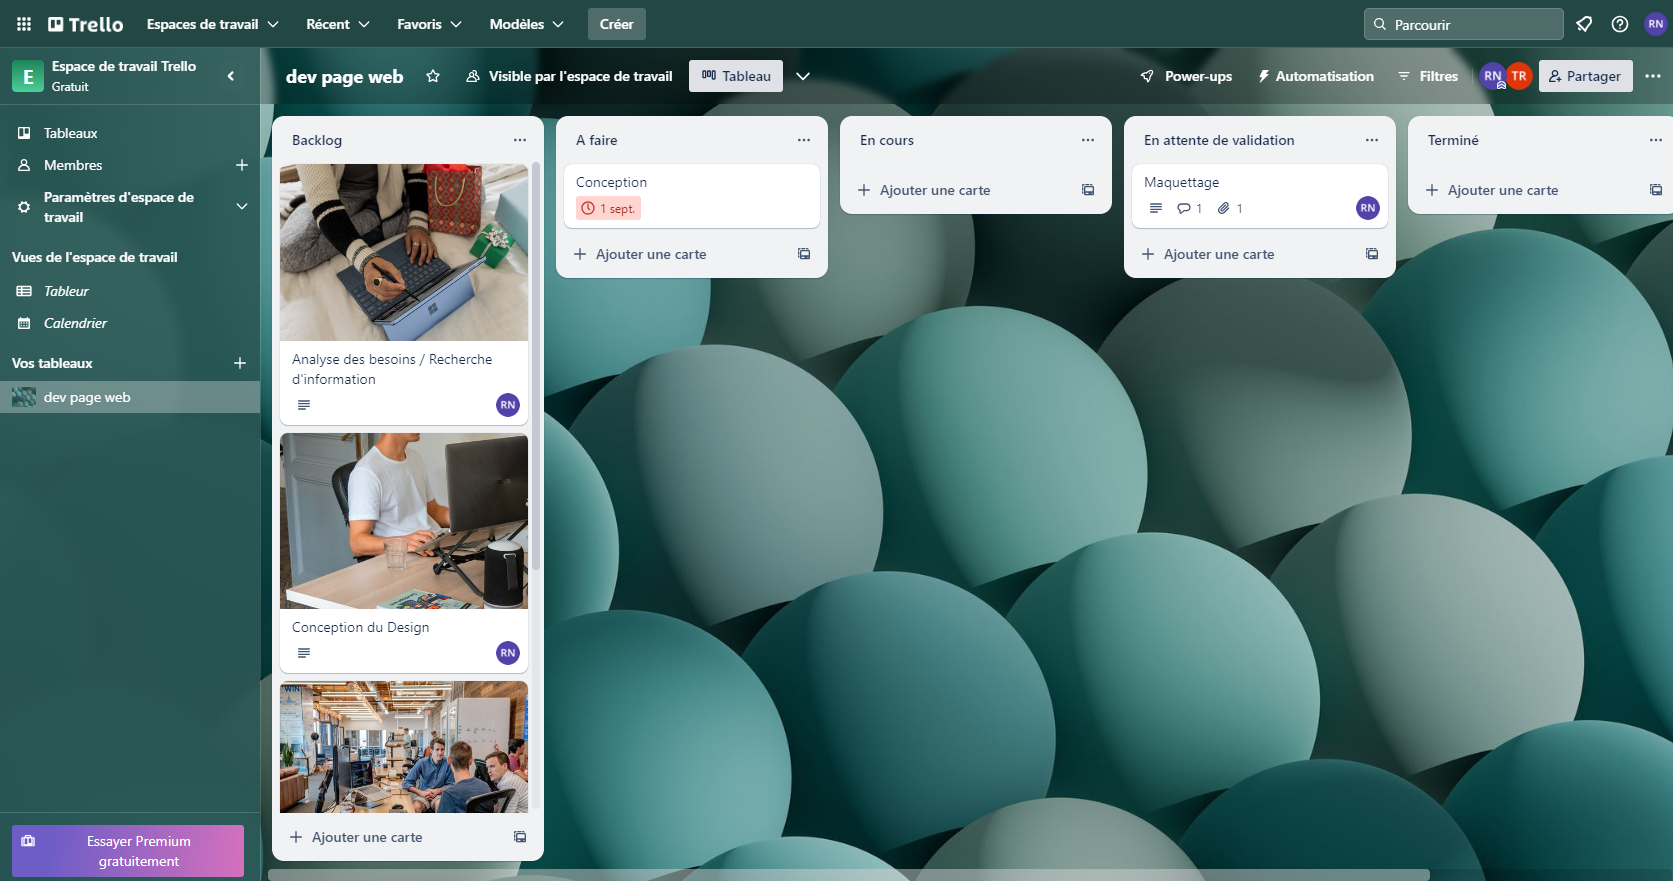 Trello
Espaces de travail
Récent
Favoris
Modèles
Créer
Parcourir
RN
E
Espace de travail Trello
Gratuit
dev page web
Visible par l'espace de travail
Tableau
Power-ups
Automatisation
Filtres
RN
TR
Partager
Tableaux
Membres
Paramètres d'espace de
travail
Vues de l'espace de travail
Tableur
Calendrier
Vos tableaux
dev page web
Essayer Premium
gratuitement
Backlog
Analyse des besoins / Recherche
d'information
RN
Conception du Design
RN
WIN
Ajouter une carte
A faire
Conception
1 sept.
Ajouter une carte
En cours
Ajouter une carte
En attente de validation
Maquettage
1
1
RN
Ajouter une carte
Terminé
Ajouter une carte